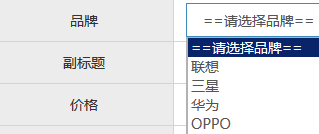 品牌
==请选择品牌==
==请选择品牌==
副标题
联想
三星
价格
华为
OPPO